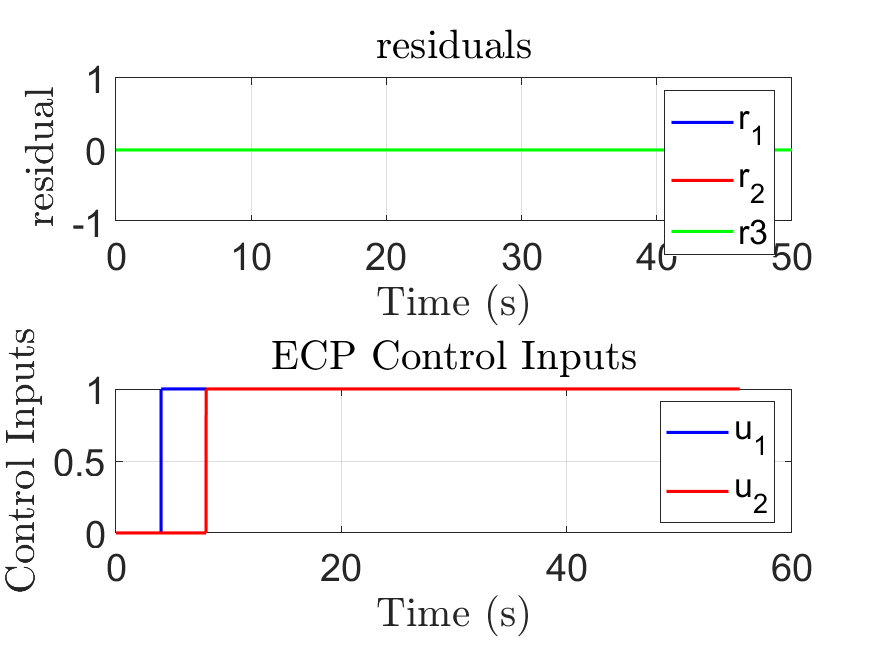 residuals
residual
1
0
-1
r1
r2
r3
0 10 20 30 40 50
Time (s)
ECP Control Inputs
Control Inputs
1
0.5
0
u1
u2
0 20 40 60
Time (s)